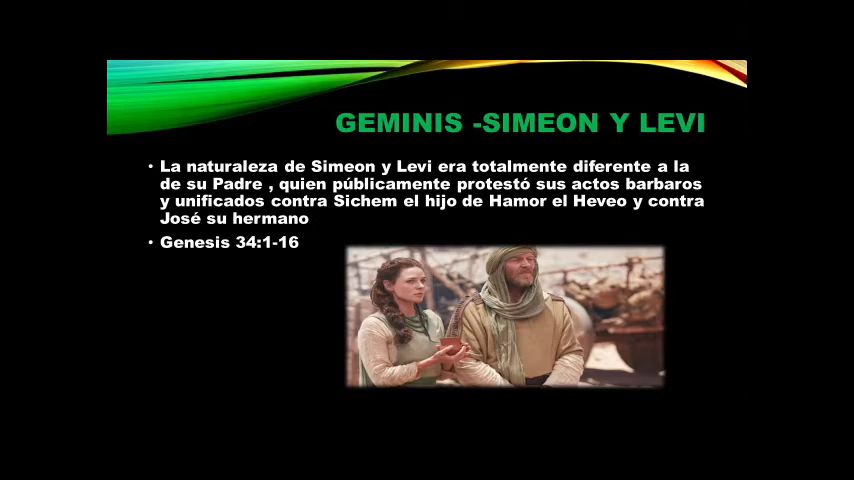 GEMINIS -SIMEON Y LEVI
• La naturaleza de Simeon y Levi era totalmente diferente a la
de su Padre , quien públicamente protestó sus actos barbaros
y unificados contra Sichem el hijo de Hamor el Heveo y contra
José su hermano
• Genesis 34:1-16